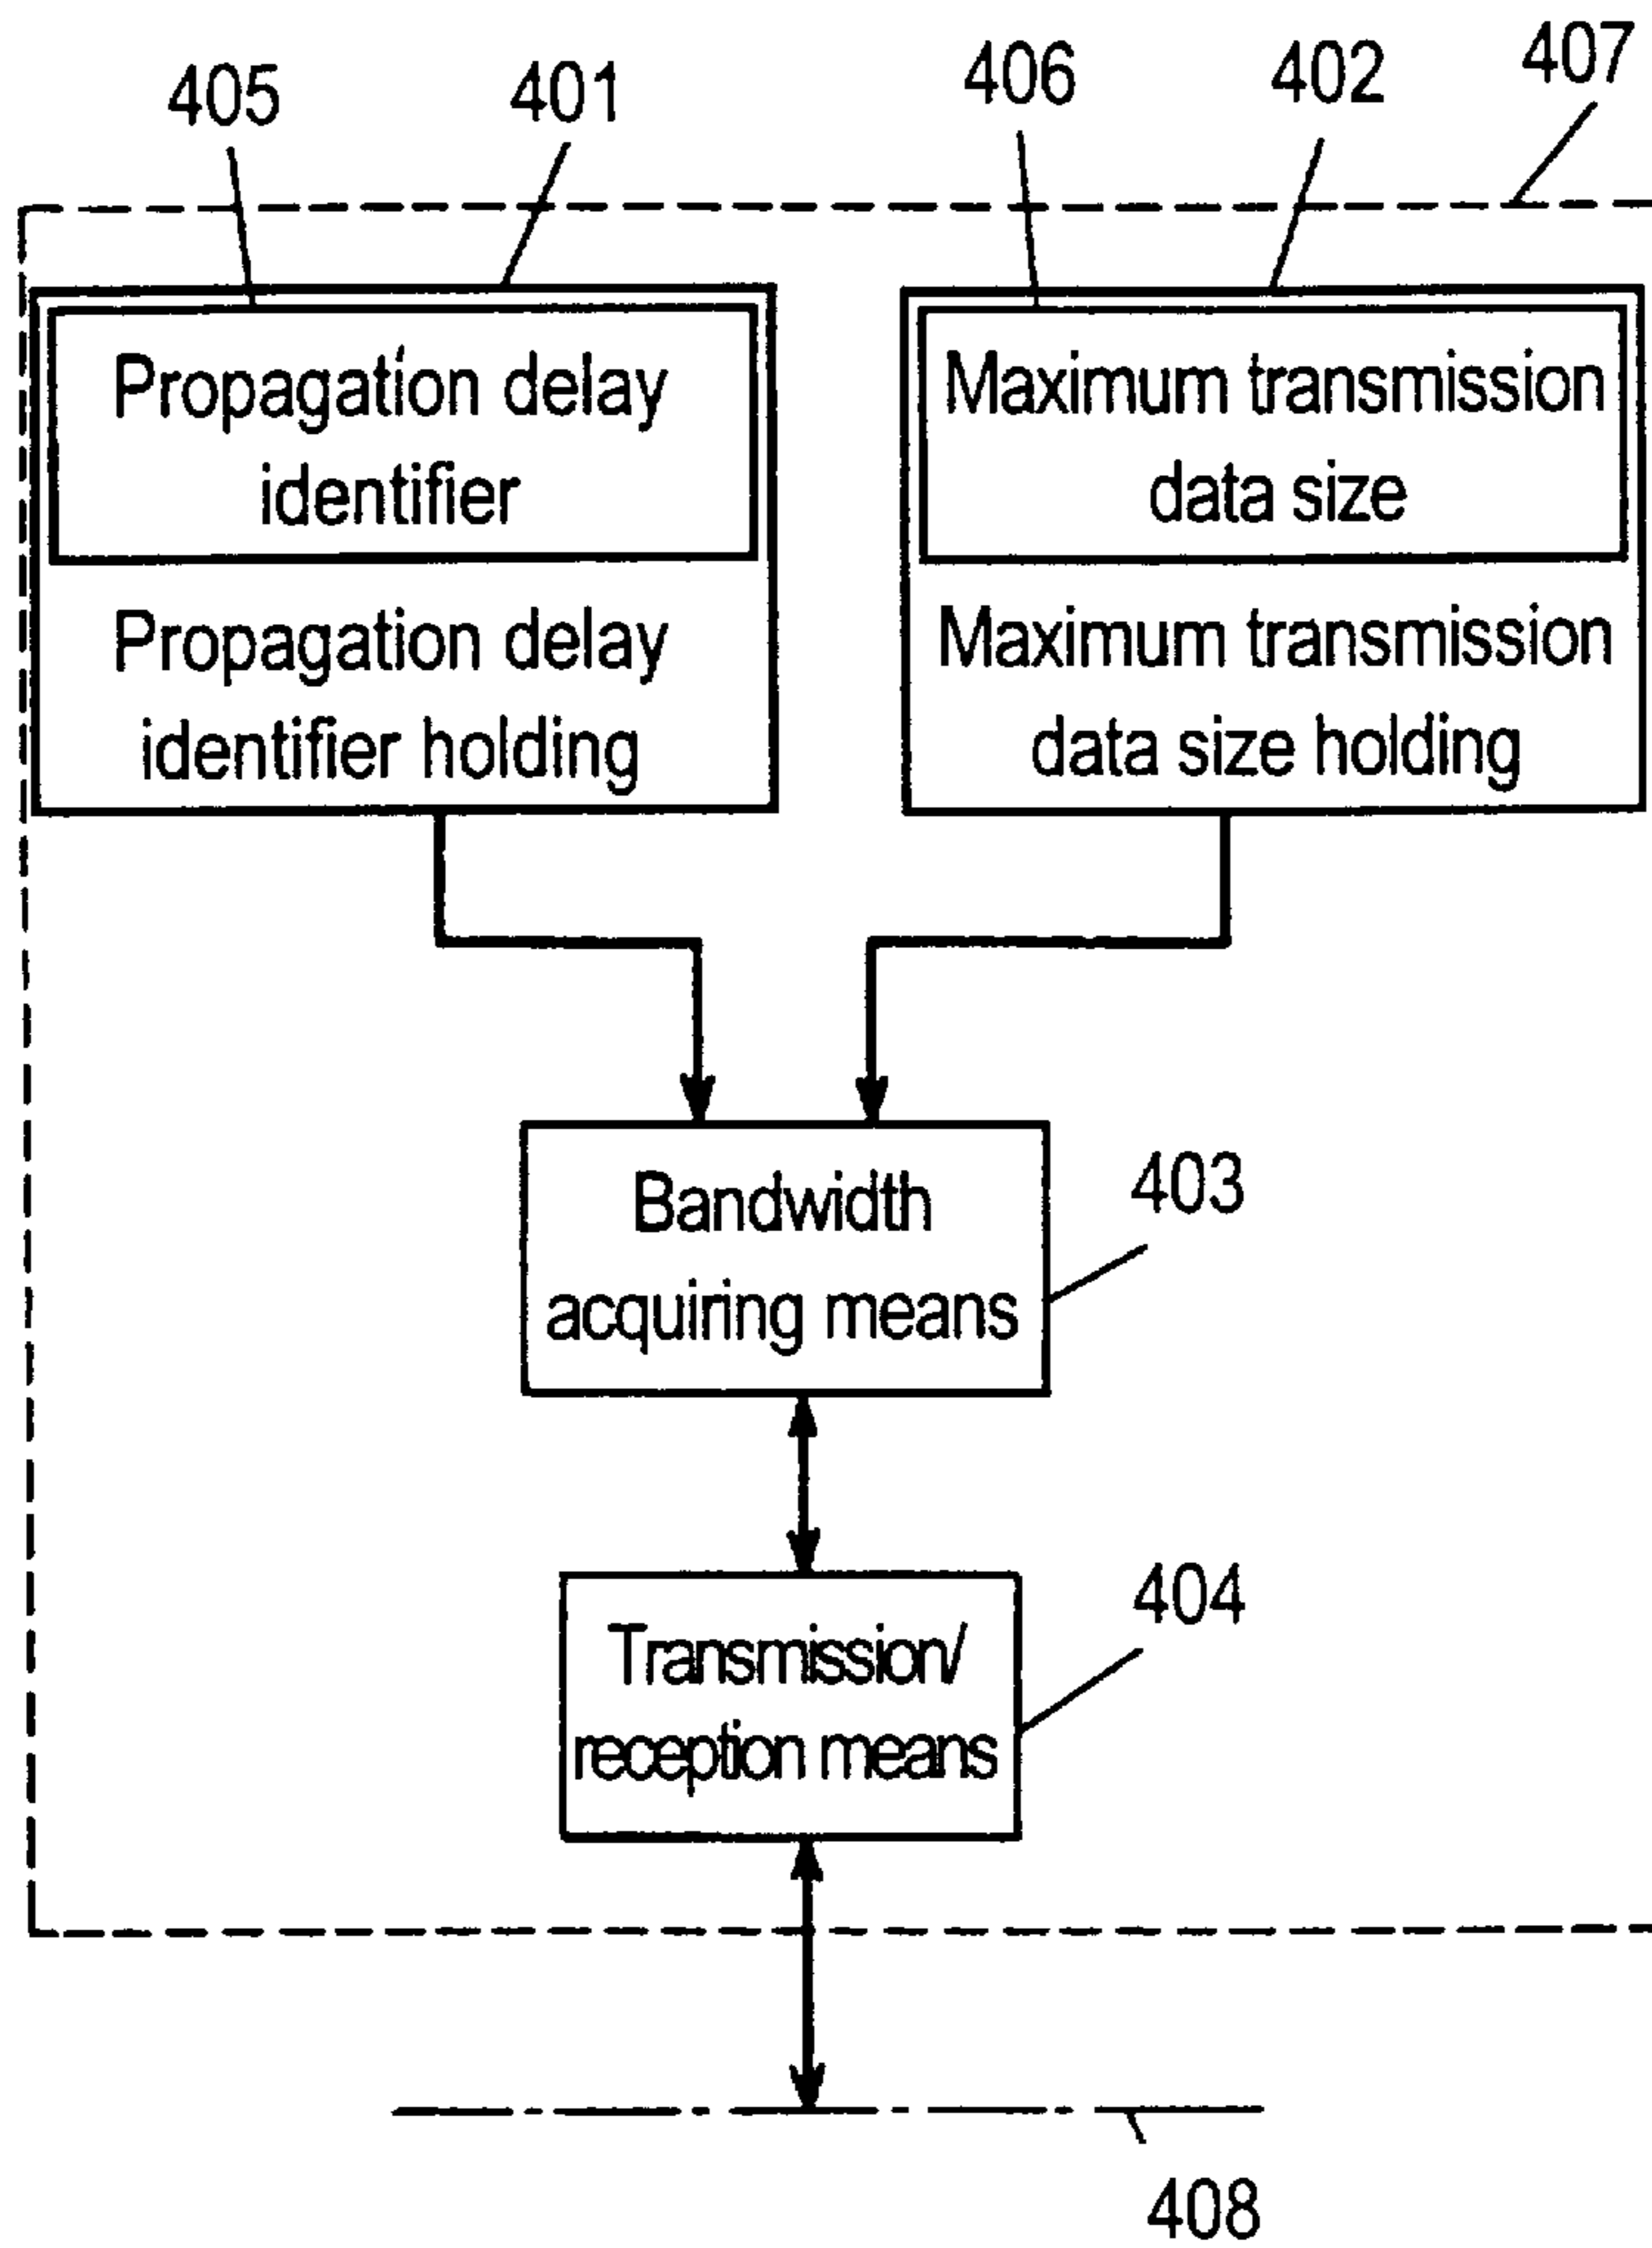 405
401
406
402
407
Propagation delay
identifier
Maximum transmission
data size
Propagation delay
identifier holding
Maximum transmission
data size holding
Bandwidth
acquiring means
403
Transmission/
reception means
404
408